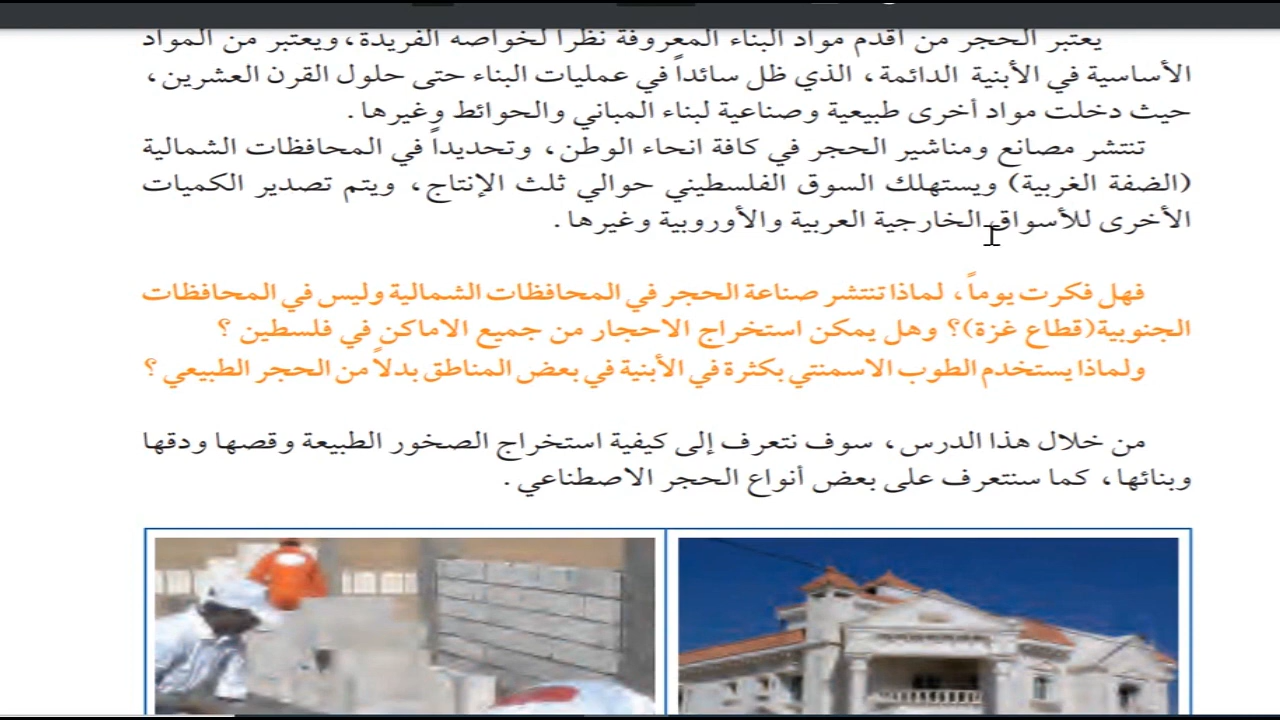 يعتبر الحجر من أقدم مواد البناء المعروفة نظراً لخواصه الفريدة، ويعتبر من المواد
الأساسية في الأبنية الدائمة، الذي ظل سائداً في عمليات البناء حتى حلول القرن العشرين،
حيث دخلت مواد أخرى طبيعية وصناعية لبناء المباني والحوائط وغيرها.
تنتشر مصانع ومناشير الحجر في كافة انحاء الوطن، وتحديداً في المحافظات الشمالية
(الضفة الغربية) ويستهلك السوق الفلسطيني حوالي ثلث الإنتاج، ويتم تصدير الكميات
الأخرى للأسواق الخارجية العربية والأوروبية وغيرها.
فهل فكرت يوماً، لماذا تنتشر صناعة الحجر في المحافظات الشمالية وليس في المحافظات
الجنوبية(قطاع غزة)؟ وهل يمكن استخراج الاحجار من جميع الاماكن في فلسطين ؟
ولماذا يستخدم الطوب الاسمنتي بكثرة في الأبنية في بعض المناطق بدلاً من الحجر الطبيعي ؟
من خلال هذا الدرس، سوف نتعرف إلى كيفية استخراج الصخور الطبيعة وقصها ودقها
وبنائها، كما سنتعرف على بعض أنواع الحجر الاصطناعي.